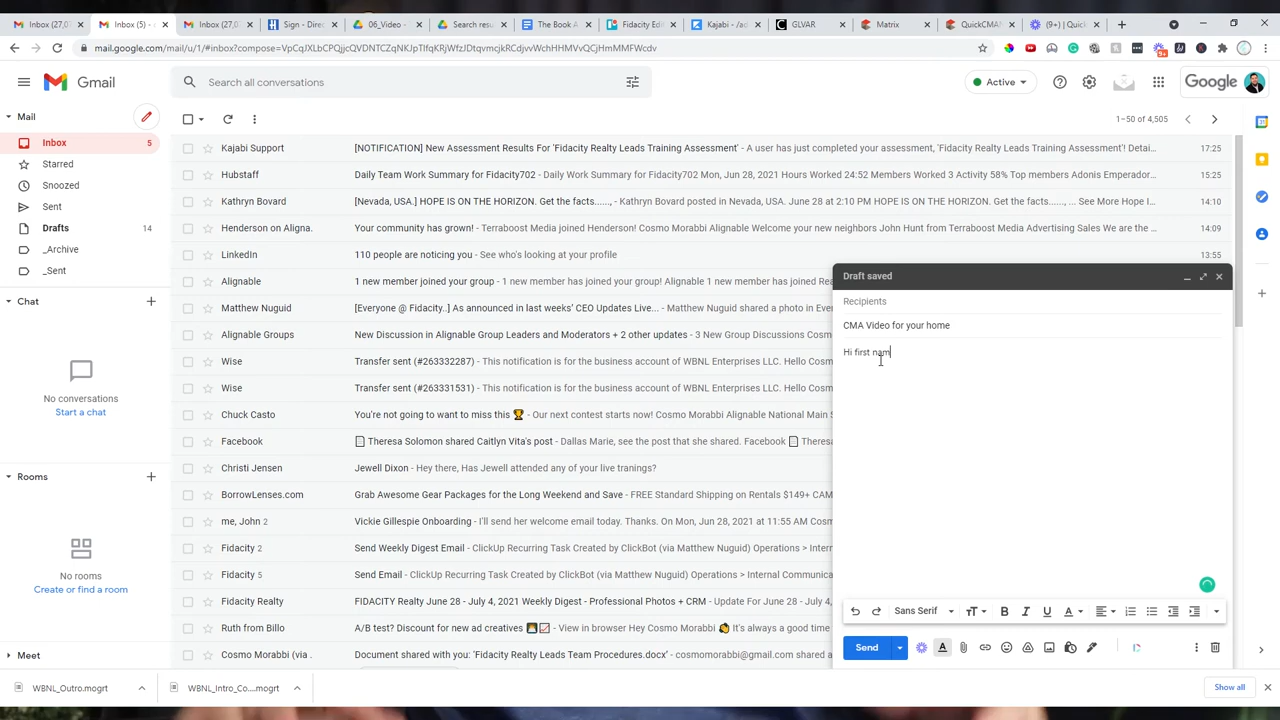 Inbox (27,0
Inbox (5) -
Inbox (27,0
Sign - Direc
06_Video -
Search resu
The Book A
Fidacity Edi
Kajabi - /ao
GLVAR
Matrix
QuickCMA
(9+) | Quick
mail.google.com/mail/u/1/#inbox?compose=VpCqJXLbCPQjjcQVDNTCZqNKJpTlfqKRjWfzJDtqvmcjkRCdjvvWchHHMVvQCjHmMMFWcdv
9+
Gmail
Search all conversations
Active
Google
Mail
1–50 of 4,505
Inbox 5
Starred
Snoozed
Sent
Drafts 14
_Archive
_Sent
Chat
No conversations
Start a chat
Rooms
No rooms
Create or find a room
Meet
Kajabi Support [NOTIFICATION] New Assessment Results For 'Fidacity Realty Leads Training Assessment' - A user has just completed your assessment, 'Fidacity Realty Leads Training Assessment'! Detai... 17:25
Hubstaff Daily Team Work Summary for Fidacity702 - Daily Work Summary for Fidacity702 Mon, Jun 28, 2021 Hours Worked 24:52 Members Worked 3 Activity 58% Top members Adonis Emperador... 15:25
Kathryn Bovard [Nevada, USA.] HOPE IS ON THE HORIZON. Get the facts......, - Kathryn Bovard posted in Nevada, USA. June 28 at 2:10 PM HOPE IS ON THE HORIZON. Get the facts......, ... See More Hope I... 14:10
Henderson on Aligna. Your community has grown! - Terraboost Media joined Henderson! Cosmo Morabbi Alignable Welcome your new neighbors John Hunt from Terraboost Media Advertising Sales We are the ... 14:09
LinkedIn 110 people are noticing you - See who's looking at your profile 13:55
Alignable 1 new member joined your group - 1 new member has joined your group! Alignable 1 new mem
Matthew Nuguid [Everyone @ Fidacity..] As announced in last weeks' CEO Updates Live... - Matthew Nuguid shared a photo in Every
Alignable Groups New Discussion in Alignable Group Leaders and Moderators + 2 other updates - 3 New Group Discussions Cosm
Wise Transfer sent (#263332287) - This notification is for the business account of WBNL Enterprises LLC. Hello Cosmo
Wise Transfer sent (#263331531) - This notification is for the business account of WBNL Enterprises LLC. Hello Cosmo
Chuck Casto You're not going to want to miss this 🏆 - Our next contest starts now! Cosmo Morabbi Alignable National Main S
Facebook Theresa Solomon shared Caitlyn Vita's post - Dallas Marie, see the post that she shared. Facebook Theres
Christi Jensen Jewell Dixon - Hey there, Has Jewell attended any of your live tranings?
BorrowLenses.com Grab Awesome Gear Packages for the Long Weekend and Save - FREE Standard Shipping on Rentals $149+ CAM
me, John 2 Vickie Gillespie Onboarding - I'll send her welcome email today. Thanks. On Mon, Jun 28, 2021 at 11:55 AM Cosm
Fidacity 2 Send Weekly Digest Email - ClickUp Recurring Task Created by ClickBot (via Matthew Nuguid) Operations > Intern
Fidacity 5 Send Email - ClickUp Recurring Task Created by ClickBot (via Matthew Nuguid) Operations > Internal Communica
Fidacity Realty FIDACITY Realty June 28 - July 4, 2021 Weekly Digest - Professional Photos + CRM - Update For June 28 - Jul
Ruth from Billo A/B test? Discount for new ad creatives - View in browser Hey Cosmo Morabbi 👏 It's always a good time
Cosmo Morabbi (via . Document shared with you: 'Fidacity Realty Leads Team Procedures.docx' - cosmomorabbi@gmail.com shared a
Draft saved
Recipients
CMA Video for your home
Hi first nam
Sans Serif
Send
WBNL_Outro.mogrt
WBNL_Intro_Co....mogrt
Show all